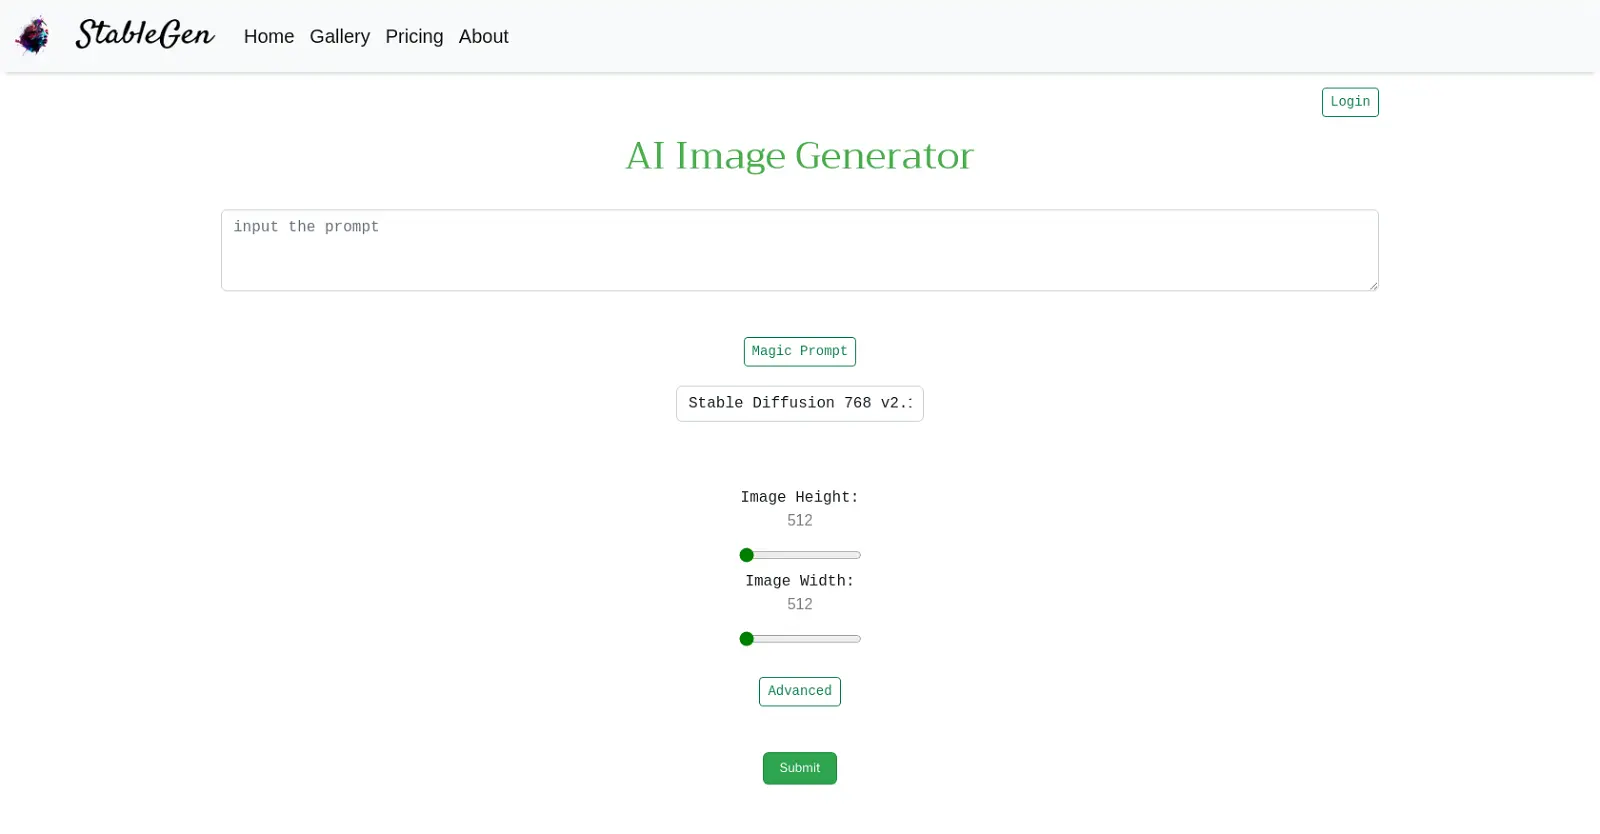 StableGen Home Gallery Pricing About
Login
AI Image Generator
input the prompt
Magic Prompt
Stable Diffusion 768 v2.
Image Height:
512
Image Width:
512
Advanced
Submit